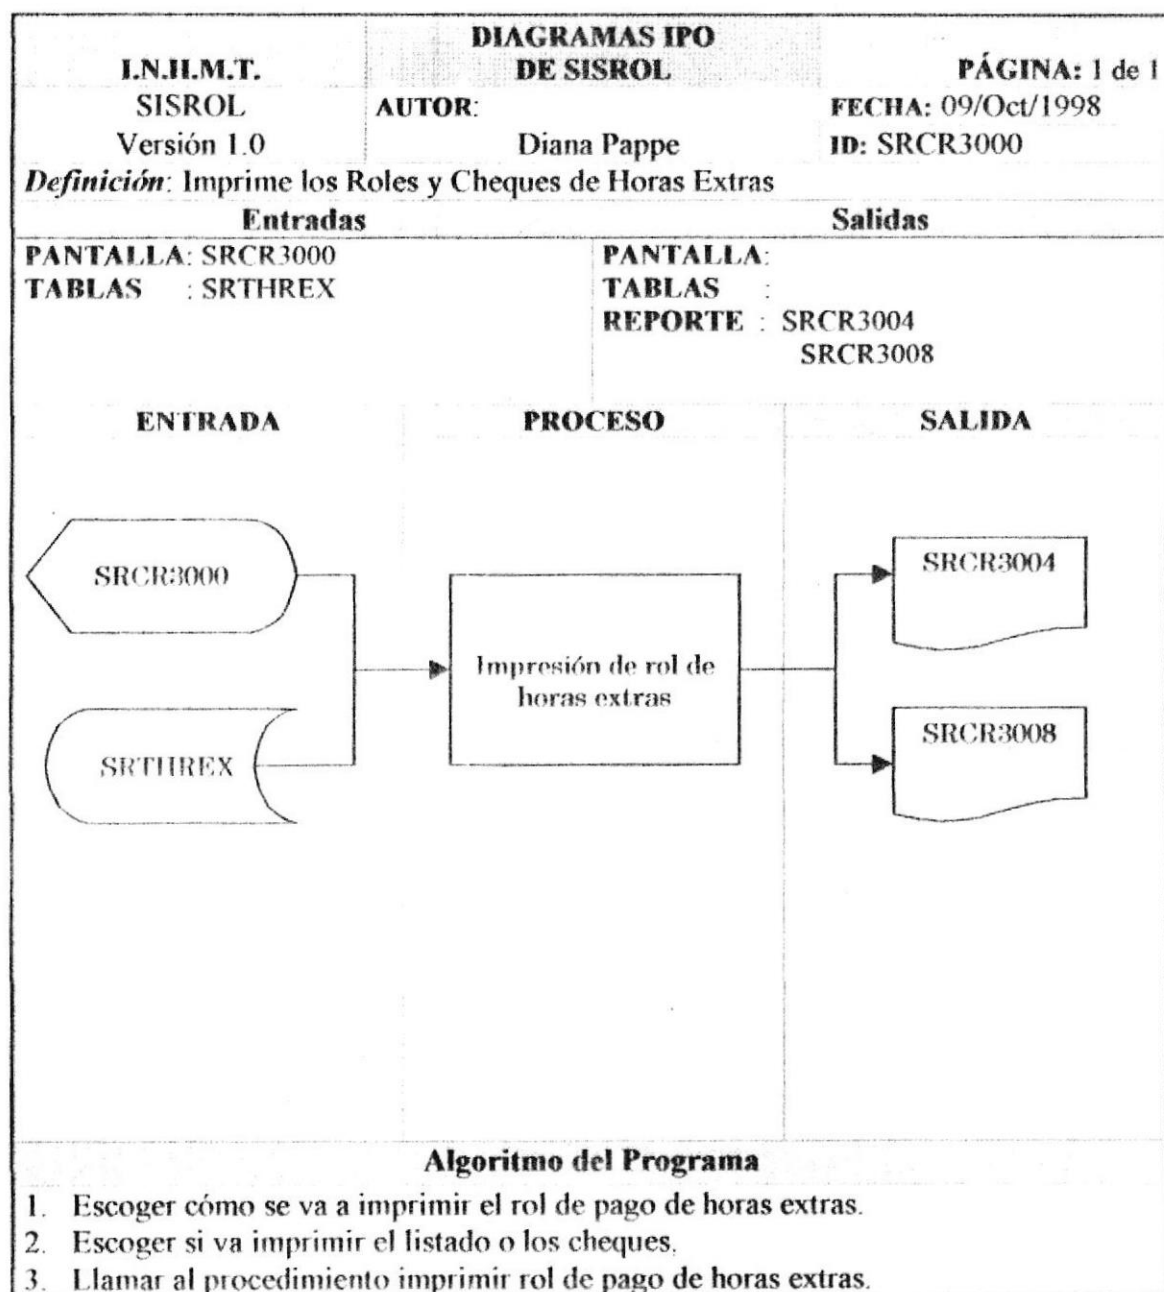 DIAGRAMAS IPO
I.N.H.M.T. DE SISROL PÁGINA: 1 de 1
SISROL AUTOR: FECHA: 09/Oct/1998
Versión 1.0 Diana Pappe ID: SRCR3000
Definición: Imprime los Roles y Cheques de Horas Extras
Entradas Salidas
PANTALLA: SRCR3000 PANTALLA:
TABLAS : SRTHREX TABLAS :
REPORTE : SRCR3004
SRCR3008
ENTRADA PROCESO SALIDA
SRCR3000 SRCR3004
Impresión de rol de
horas extras
SRTHREX SRCR3008
Algoritmo del Programa
1. Escoger cómo se va a imprimir el rol de pago de horas extras.
2. Escoger si va imprimir el listado o los cheques.
3. Llamar al procedimiento imprimir rol de pago de horas extras.